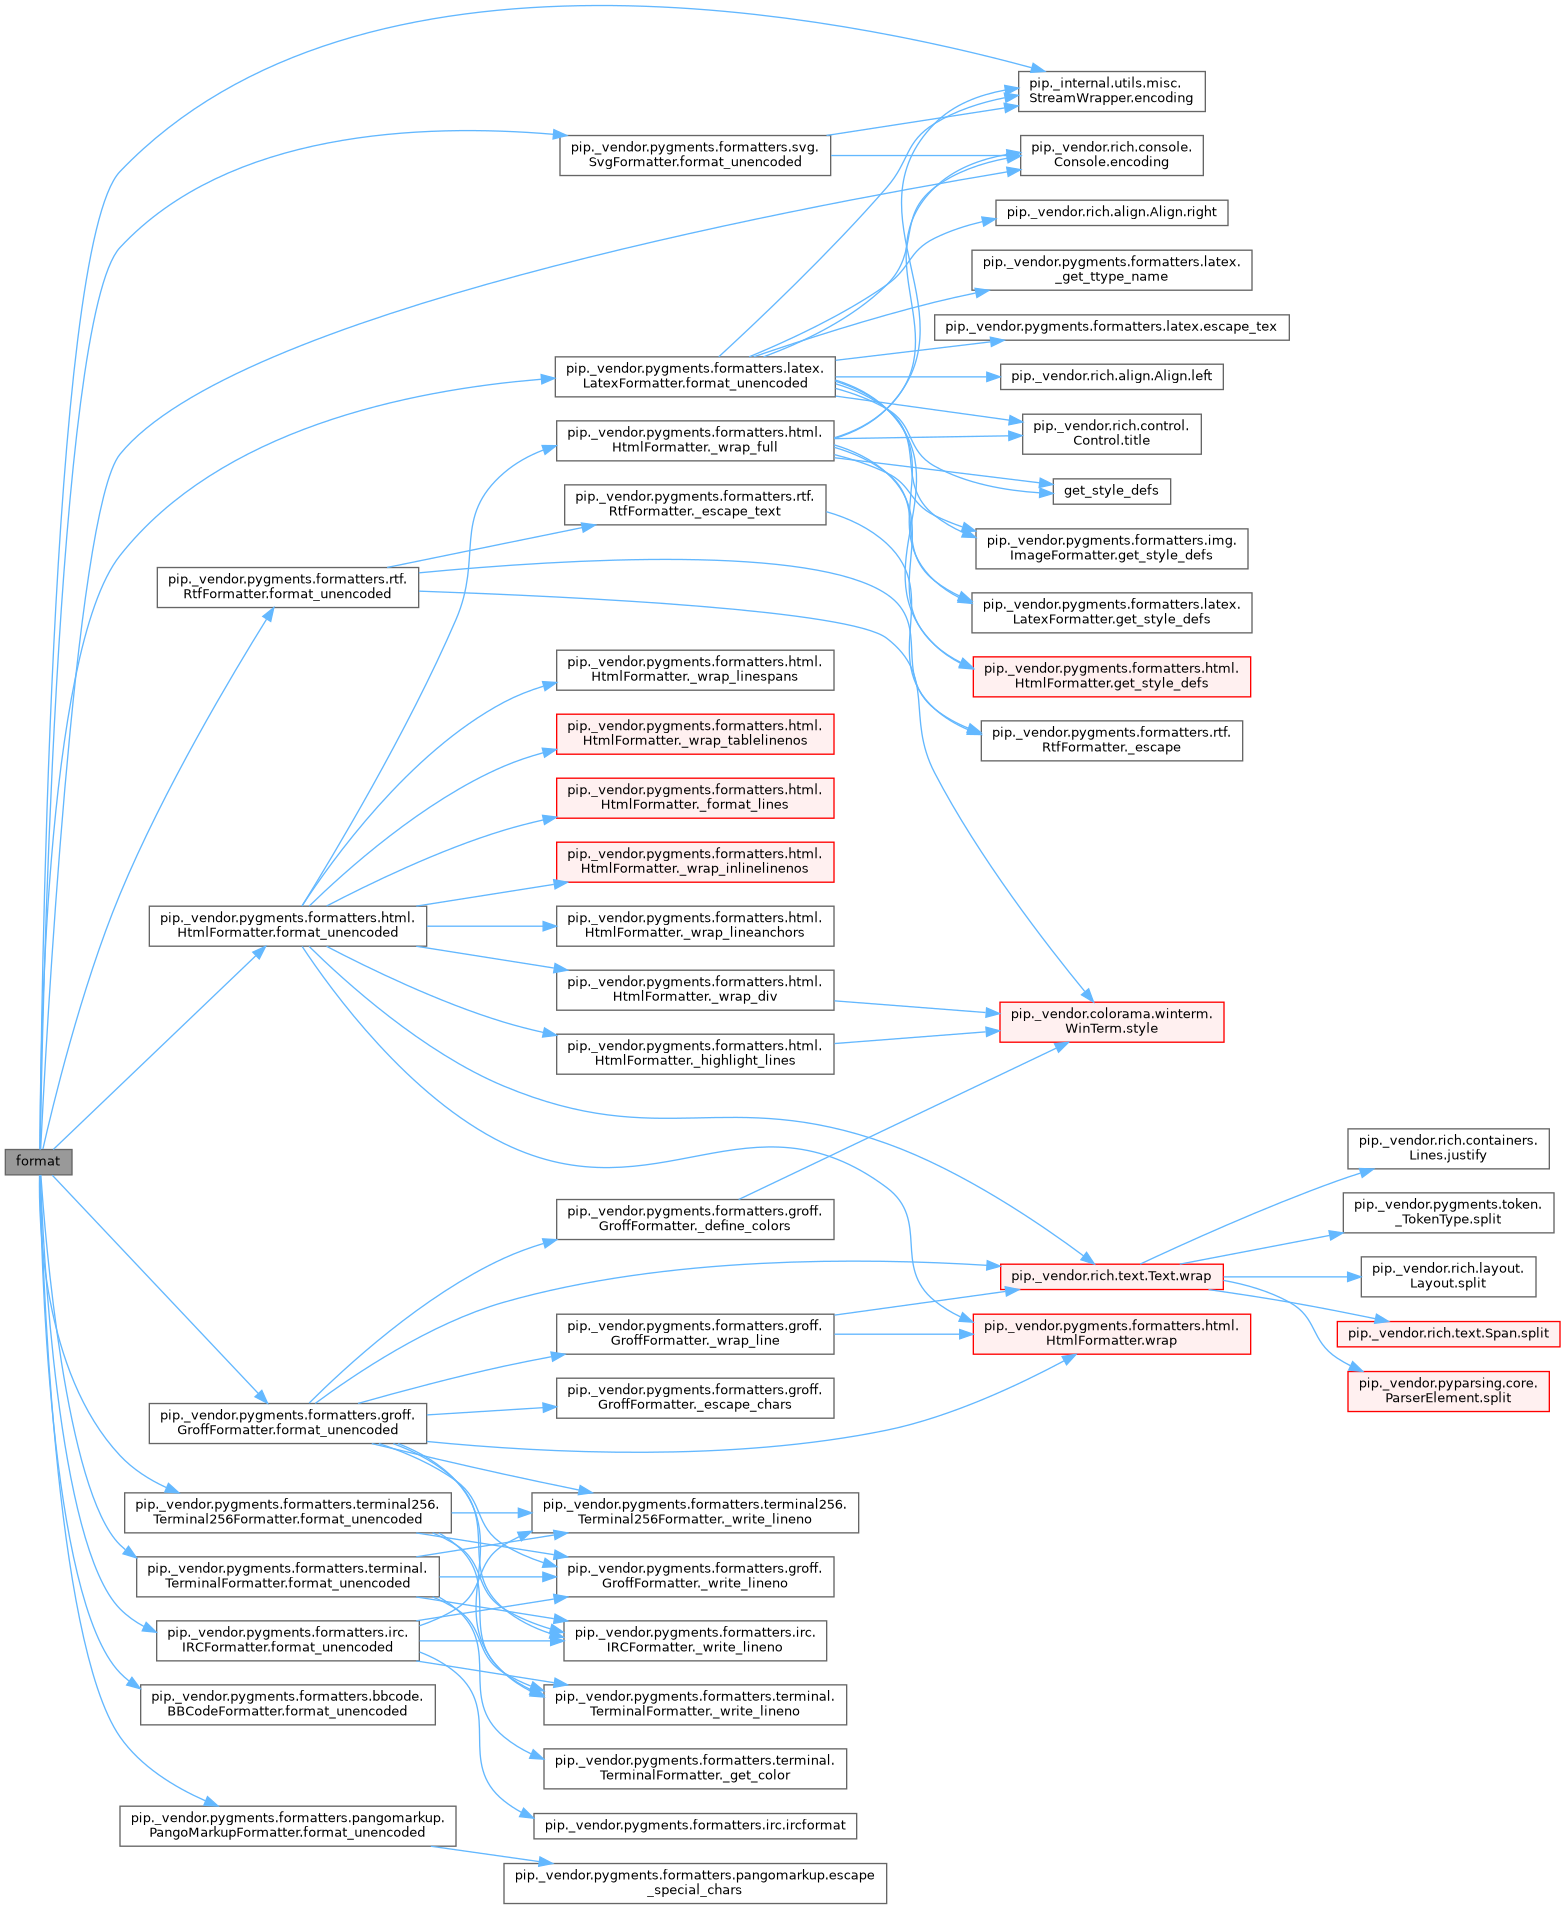 pip._internal.utils.misc.
StreamWrapper.encoding
pip._vendor.pygments.formatters.svg.
SvgFormatter.format_unencoded
pip._vendor.rich.console.
Console.encoding
pip._vendor.rich.align.Align.right
pip._vendor.pygments.formatters.latex.
_get_ttype_name
pip._vendor.pygments.formatters.latex.escape_tex
pip._vendor.pygments.formatters.latex.
LatexFormatter.format_unencoded
pip._vendor.rich.align.Align.left
pip._vendor.rich.control.
Control.title
pip._vendor.pygments.formatters.html.
HtmlFormatter._wrap_full
get_style_defs
pip._vendor.pygments.formatters.rtf.
RtfFormatter._escape_text
pip._vendor.pygments.formatters.img.
ImageFormatter.get_style_defs
pip._vendor.pygments.formatters.rtf.
RtfFormatter.format_unencoded
pip._vendor.pygments.formatters.latex.
LatexFormatter.get_style_defs
pip._vendor.pygments.formatters.html.
HtmlFormatter._wrap_linespans
pip._vendor.pygments.formatters.html.
HtmlFormatter.get_style_defs
pip._vendor.pygments.formatters.html.
HtmlFormatter._wrap_tablelinenos
pip._vendor.pygments.formatters.rtf.
RtfFormatter._escape
pip._vendor.pygments.formatters.html.
HtmlFormatter._format_lines
pip._vendor.pygments.formatters.html.
HtmlFormatter._wrap_inlinelinenos
pip._vendor.pygments.formatters.html.
HtmlFormatter.format_unencoded
pip._vendor.pygments.formatters.html.
HtmlFormatter._wrap_lineanchors
pip._vendor.pygments.formatters.html.
HtmlFormatter._wrap_div
pip._vendor.colorama.winterm.
WinTerm.style
pip._vendor.pygments.formatters.html.
HtmlFormatter._highlight_lines
format
pip._vendor.rich.containers.
Lines.justify
pip._vendor.pygments.formatters.groff.
GroffFormatter._define_colors
pip._vendor.pygments.token.
_TokenType.split
pip._vendor.rich.text.Text.wrap
pip._vendor.rich.layout.
Layout.split
pip._vendor.pygments.formatters.groff.
GroffFormatter._wrap_line
pip._vendor.pygments.formatters.html.
HtmlFormatter.wrap
pip._vendor.rich.text.Span.split
pip._vendor.pygments.formatters.groff.
GroffFormatter._escape_chars
pip._vendor.pyparsing.core.
ParserElement.split
pip._vendor.pygments.formatters.groff.
GroffFormatter.format_unencoded
pip._vendor.pygments.formatters.terminal256.
Terminal256Formatter.format_unencoded
pip._vendor.pygments.formatters.terminal256.
Terminal256Formatter._write_lineno
pip._vendor.pygments.formatters.terminal.
TerminalFormatter.format_unencoded
pip._vendor.pygments.formatters.groff.
GroffFormatter._write_lineno
pip._vendor.pygments.formatters.irc.
IRCFormatter.format_unencoded
pip._vendor.pygments.formatters.irc.
IRCFormatter._write_lineno
pip._vendor.pygments.formatters.bbcode.
BBCodeFormatter.format_unencoded
pip._vendor.pygments.formatters.terminal.
TerminalFormatter._write_lineno
pip._vendor.pygments.formatters.terminal.
TerminalFormatter._get_color
pip._vendor.pygments.formatters.pangomarkup.
PangoMarkupFormatter.format_unencoded
pip._vendor.pygments.formatters.irc.ircformat
pip._vendor.pygments.formatters.pangomarkup.escape
_special_chars